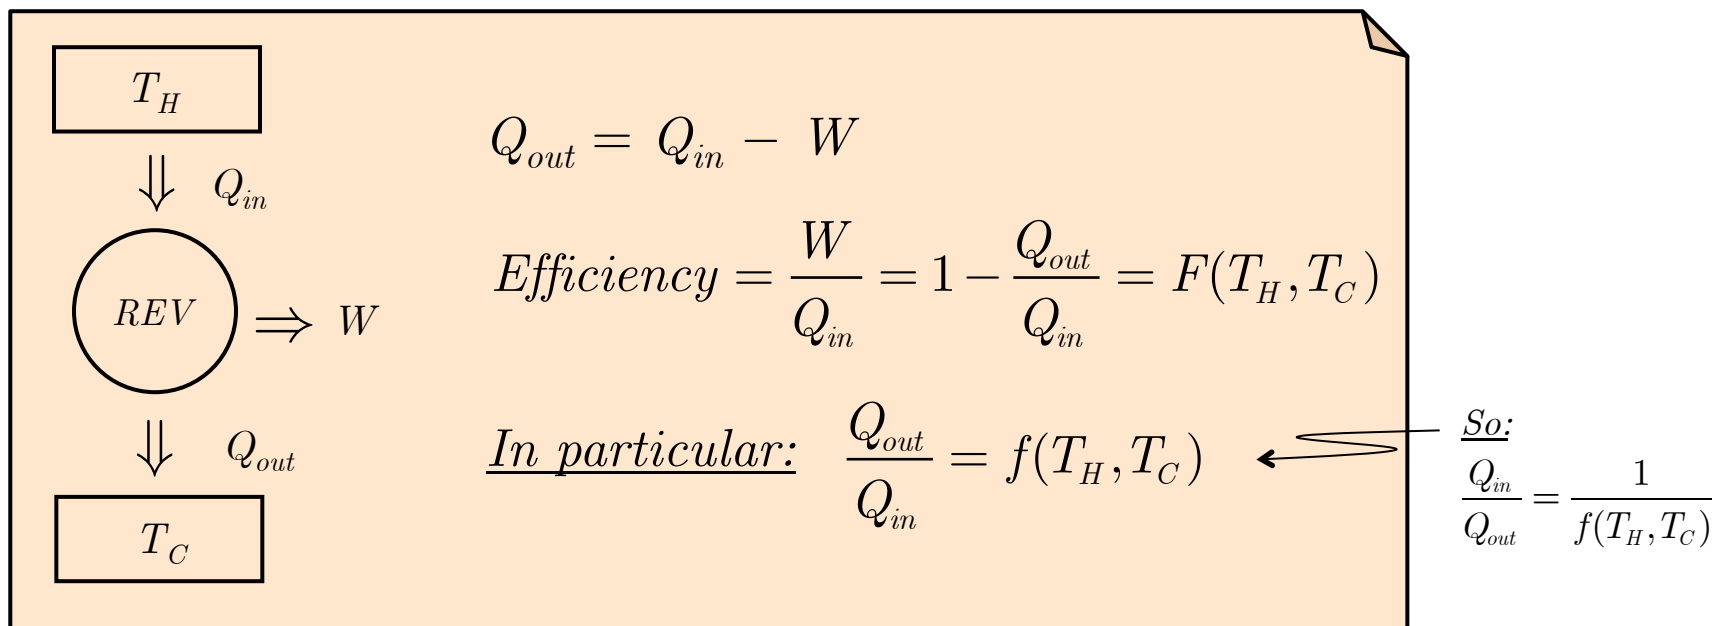 T_H
⇓ Q_in
REV ⇒ W
⇓ Q_out
T_C
Q_out = Q_in − W
Efficiency = W/Q_in = 1 − Q_out/Q_in = F(T_H, T_C)
In particular: Q_out/Q_in = f(T_H, T_C)
So:
Q_in/Q_out = 1/f(T_H, T_C)